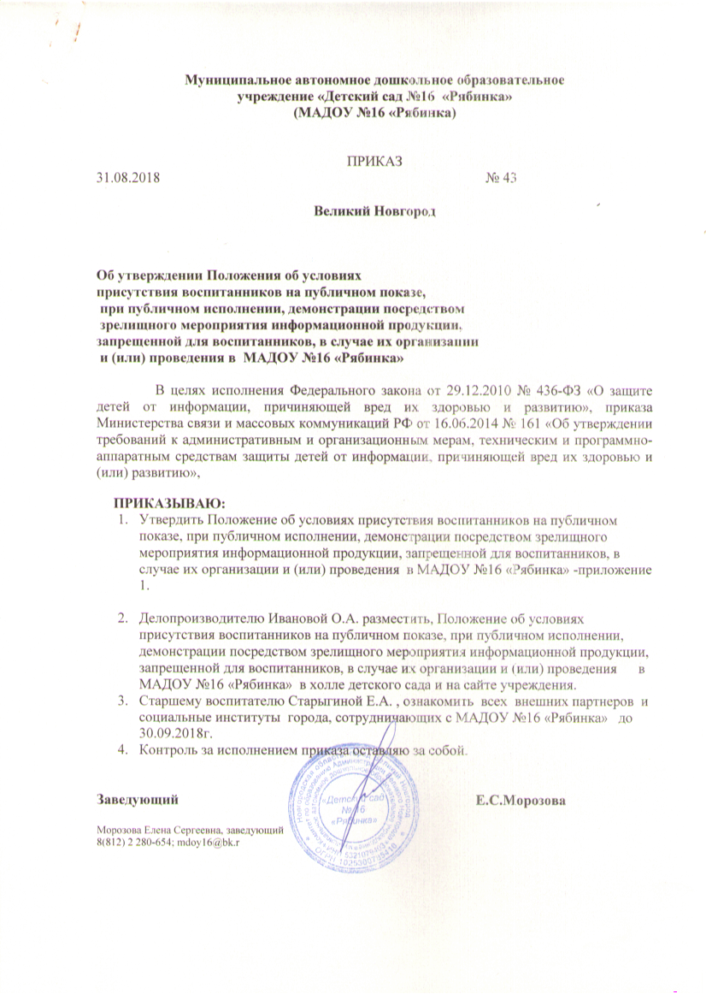 Муниципальное автономное дошкольное образовательное
учреждение «Детский сад №16  «Рябинка»
(МАДОУ №16 «Рябинка)
ПРИКАЗ
31.08.2018 № 43
Великий Новгород
Об утверждении Положения об условиях
присутствия воспитанников на публичном показе,
при публичном исполнении, демонстрации посредством
зрелищного мероприятия информационной продукции,
запрещенной для воспитанников, в случае их организации
и (или) проведения в  МАДОУ №16 «Рябинка»
В целях исполнения Федерального закона от 29.12.2010 № 436-ФЗ «О защите
детей от информации, причиняющей вред их здоровью и развитию», приказа
Министерства связи и массовых коммуникаций РФ от 16.06.2014 № 161 «Об утверждении
требований к административным и организационным мерам, техническим и программно-
аппаратным средствам защиты детей от информации, причиняющей вред их здоровью и
(или) развитию»,
ПРИКАЗЫВАЮ:
1. Утвердить Положение об условиях присутствия воспитанников на публичном
показе, при публичном исполнении, демонстрации посредством зрелищного
мероприятия информационной продукции, запрещенной для воспитанников, в
случае их организации и (или) проведения  в МАДОУ №16 «Рябинка» -приложение
1.
2. Делопроизводителю Ивановой О.А. разместить, Положение об условиях
присутствия воспитанников на публичном показе, при публичном исполнении,
демонстрации посредством зрелищного мероприятия информационной продукции,
запрещенной для воспитанников, в случае их организации и (или) проведения в
МАДОУ №16 «Рябинка»  в холле детского сада и на сайте учреждения.
3. Старшему воспитателю Старыгиной Е.А. , ознакомить  всех  внешних партнеров  и
социальные институты  города, сотрудничающих с МАДОУ №16 «Рябинка»   до
30.09.2018г.
4. Контроль за исполнением приказа оставляю за собой.
Заведующий Е.С.Морозова
«Детский сад
№ 16
«Рябинка»
Морозова Елена Сергеевна, заведующий
8(812) 2 280-654; mdoy16@bk.r